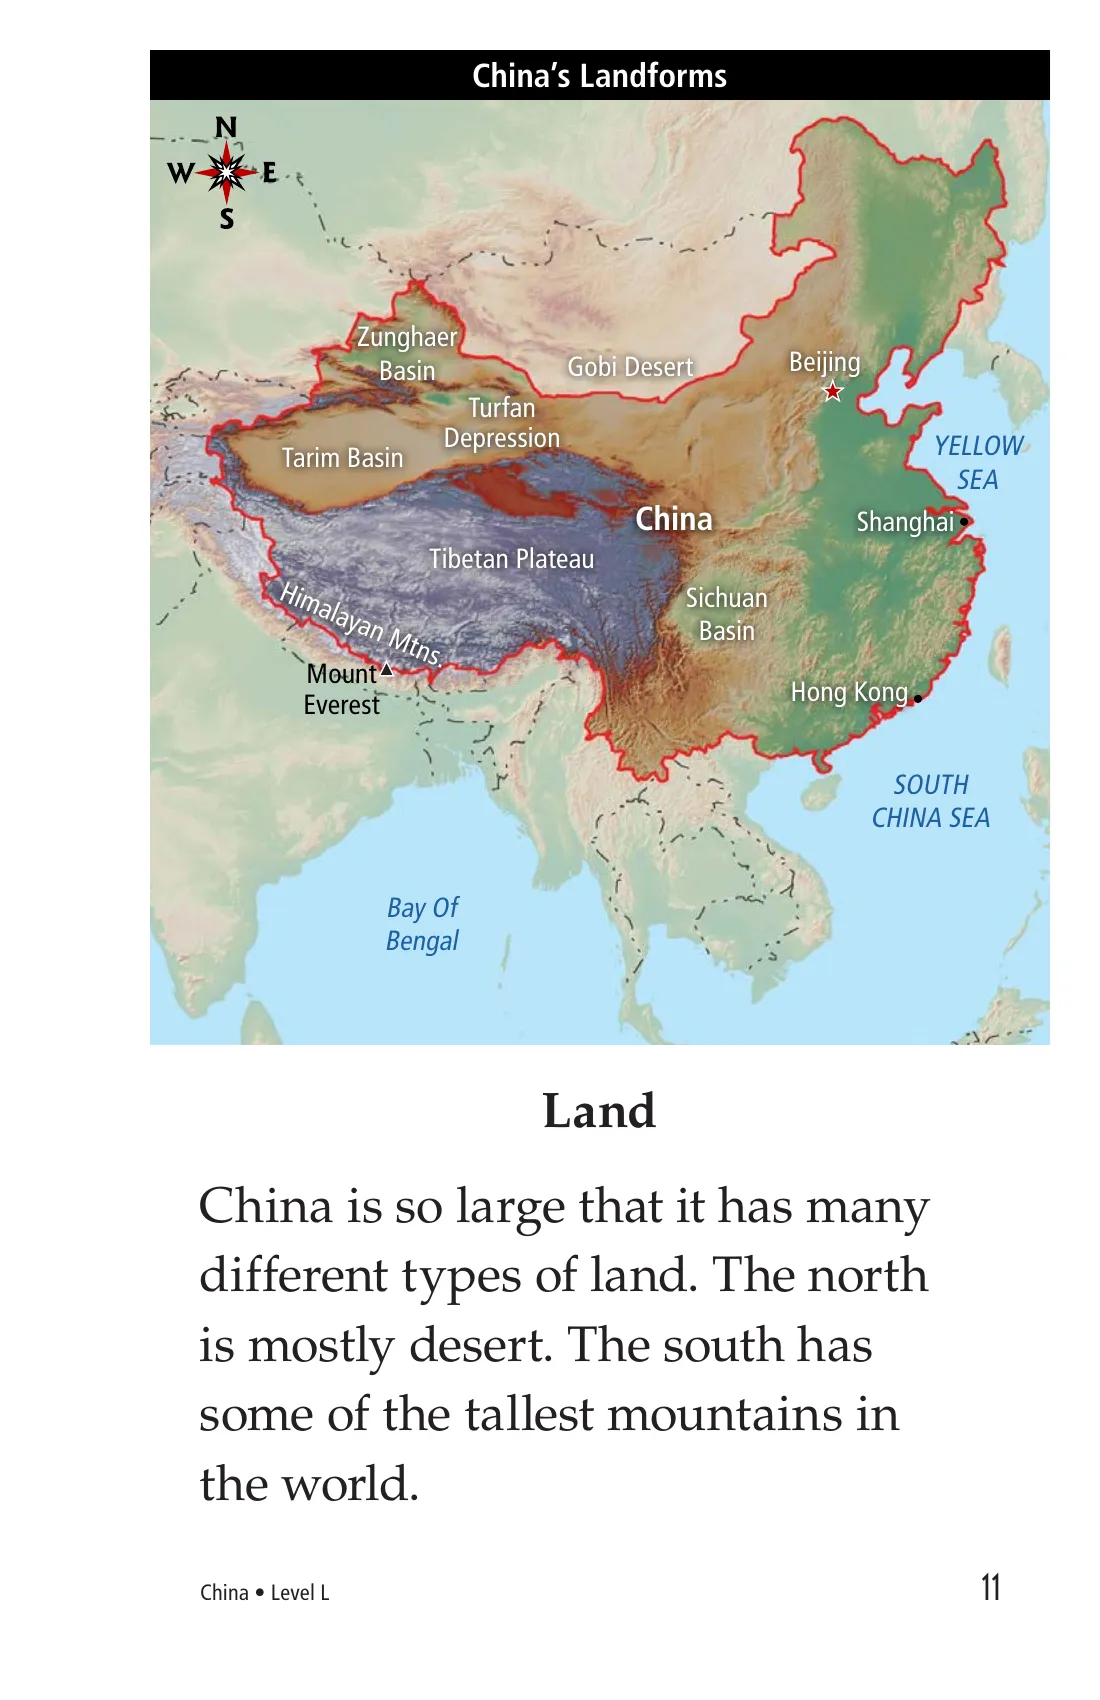 China's Landforms
N
W E
S
Zunghaer
Basin
Gobi Desert
Beijing
Turfan
Depression
Tarim Basin
YELLOW
SEA
China
Shanghai
Tibetan Plateau
Sichuan
Basin
Himalayan Mtns.
Mount
Everest
Hong Kong
SOUTH
CHINA SEA
Bay Of
Bengal
Land
China is so large that it has many
different types of land. The north
is mostly desert. The south has
some of the tallest mountains in
the world.
China • Level L
11